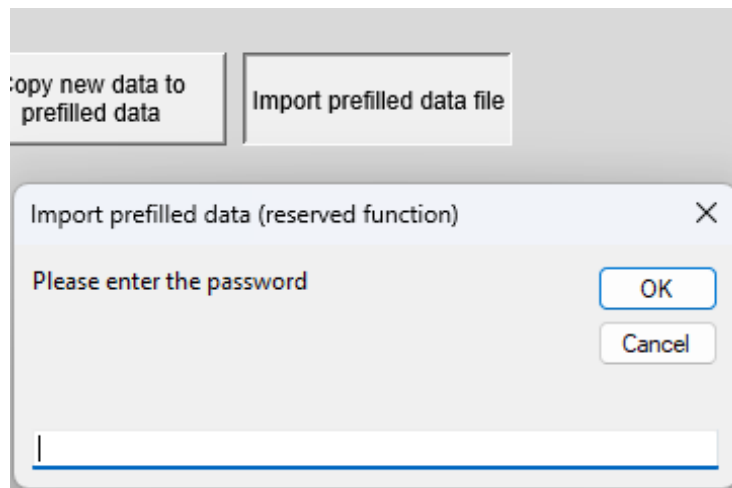 opy new data to
prefilled data
Import prefilled data file
Import prefilled data (reserved function)
Please enter the password
OK
Cancel